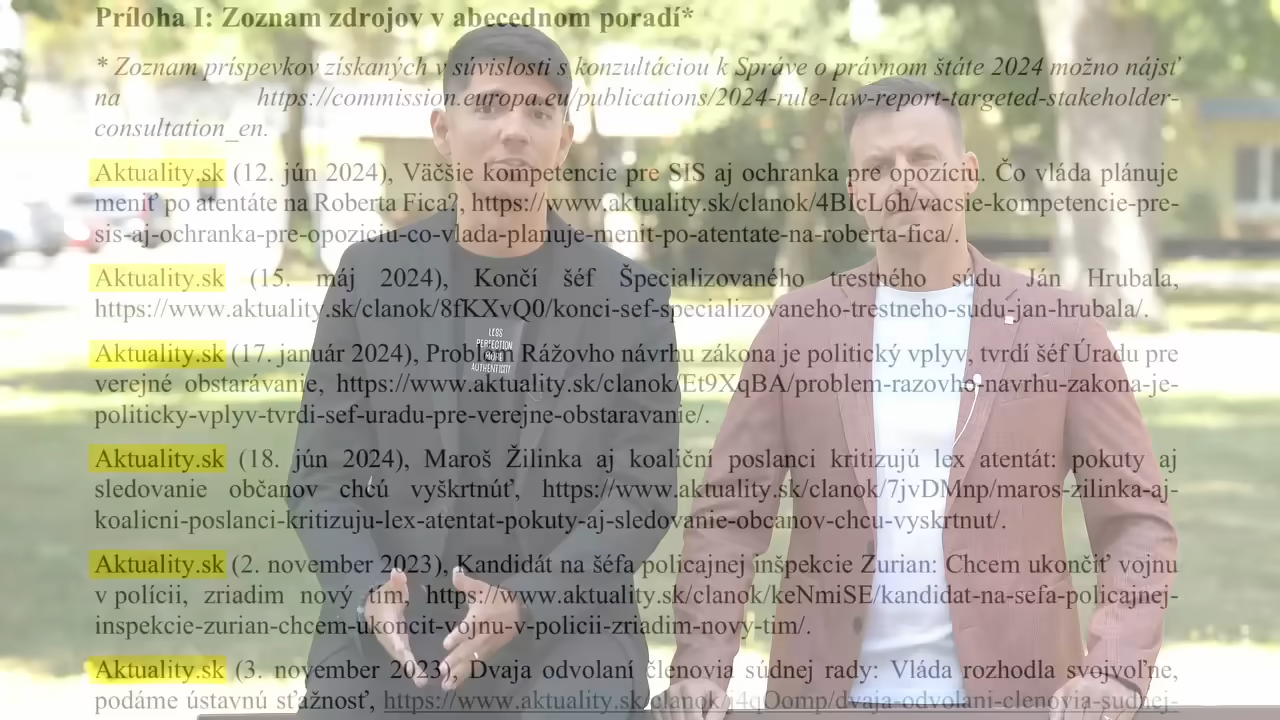 Príloha I: Zoznam zdrojov v abecednom poradí*
* Zoznam príspevkov získaných v súvislosti s konzultáciou k Správe o právnom štáte 2024 možno nájsť
na https://commission.europa.eu/publications/2024-rule-law-report-targeted-stakeholder-
consultation_en.
Aktuality.sk (12. jún 2024), Väčšie kompetencie pre SIS aj ochranka pre opozíciu. Čo vláda plánuje
meniť po atentáte na Roberta Fica?, https://www.aktuality.sk/clanok/4BIcL6h/vacsie-kompetencie-pre-
sis-aj-ochranka-pre-opoziciu-co-vlada-planuje-menit-po-atentate-na-roberta-fica/.
Aktuality.sk (15. máj 2024), Končí šéf Špecializovaného trestného súdu Ján Hrubala,
https://www.aktuality.sk/clanok/8fKXvQ0/konci-sef-specializovaneho-trestneho-sudu-jan-hrubala/.
LESS
PERFECTION
MORE
AUTHENTICITY
Aktuality.sk (17. január 2024), Problém Rážovho návrhu zákona je politický vplyv, tvrdí šéf Úradu pre
verejné obstarávanie, https://www.aktuality.sk/clanok/Et9XqBA/problem-razovho-navrhu-zakona-je-
politicky-vplyv-tvrdi-sef-uradu-pre-verejne-obstaravanie/.
Aktuality.sk (18. jún 2024), Maroš Žilinka aj koaliční poslanci kritizujú lex atentát: pokuty aj
sledovanie občanov chcú vyškrtnúť, https://www.aktuality.sk/clanok/7jvDMnp/maros-zilinka-aj-
koalicni-poslanci-kritizuju-lex-atentat-pokuty-aj-sledovanie-obcanov-chcu-vyskrtnut/.
Aktuality.sk (2. november 2023), Kandidát na šéfa policajnej inšpekcie Zurian: Chcem ukončiť vojnu
v polícii, zriadim nový tím, https://www.aktuality.sk/clanok/keNmiSE/kandidat-na-sefa-policajnej-
inspekcie-zurian-chcem-ukoncit-vojnu-v-policii-zriadim-novy-tim/.
Aktuality.sk (3. november 2023), Dvaja odvolaní členovia súdnej rady: Vláda rozhodla svojvoľne,
podáme ústavnú sťažnosť, https://www.aktuality.sk/clanok/j4qOomp/dvaja-odvolani-clenovia-sudnej-